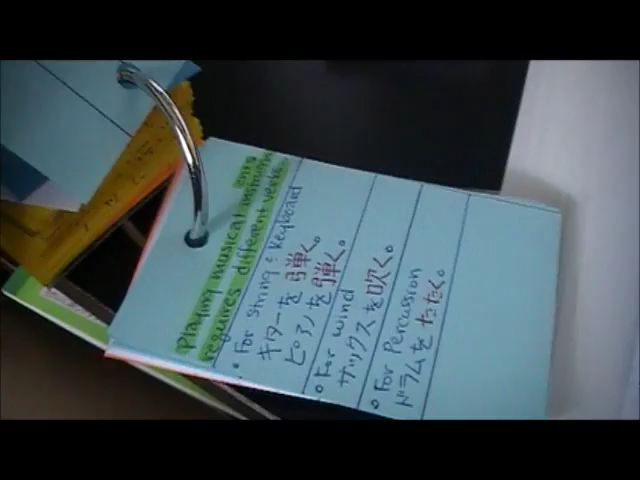 Playing musical instruments
requires different verbs.
• For String & Keyboard
ギターを弾く。
ピアノを弾く。
• For wind
サックスを吹く。
• For Percussion
ドラムをたたく。